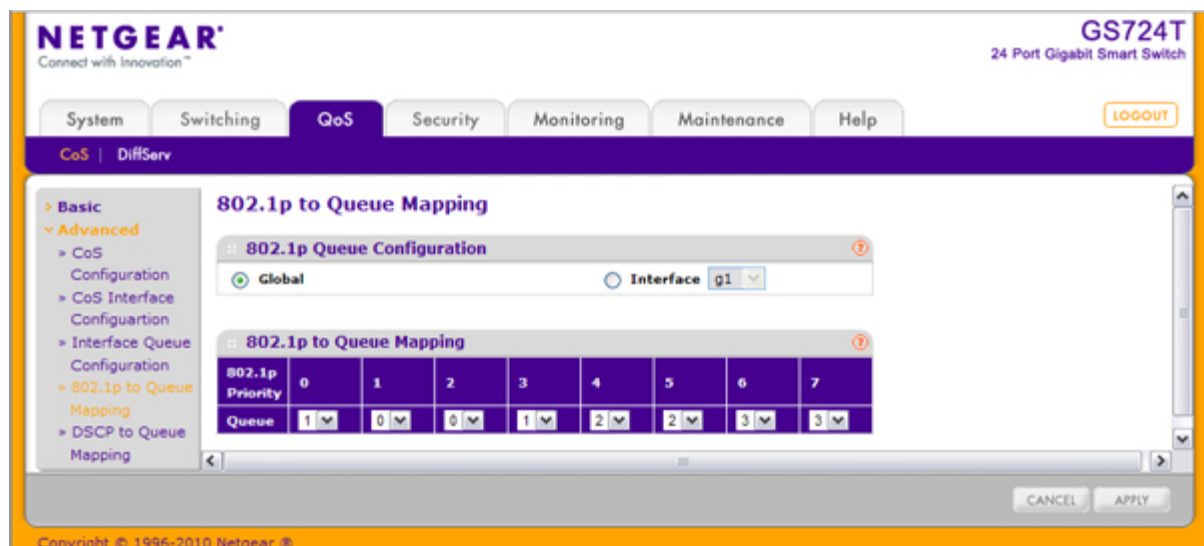 NETGEAR®
Connect with Innovation™
GS724T
24 Port Gigabit Smart Switch
System Switching QoS Security Monitoring Maintenance Help LOGOUT
CoS | DiffServ
Basic
Advanced
» CoS
Configuration
» CoS Interface
Configuartion
» Interface Queue
Configuration
» 802.1p to Queue
Mapping
» DSCP to Queue
Mapping
802.1p to Queue Mapping
802.1p Queue Configuration
Global Interface g1
802.1p to Queue Mapping
802.1p
Priority 0 1 2 3 4 5 6 7
Queue 1 0 0 1 2 2 3 3
CANCEL APPLY
Copyright © 1996-2010 Netgear ®